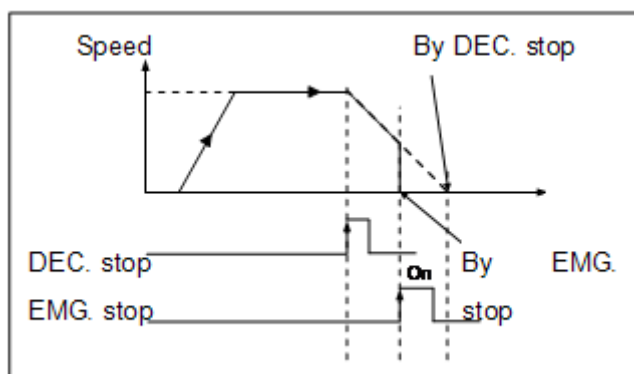 Speed
By DEC. stop
DEC. stop
On
By EMG.
EMG. stop
stop